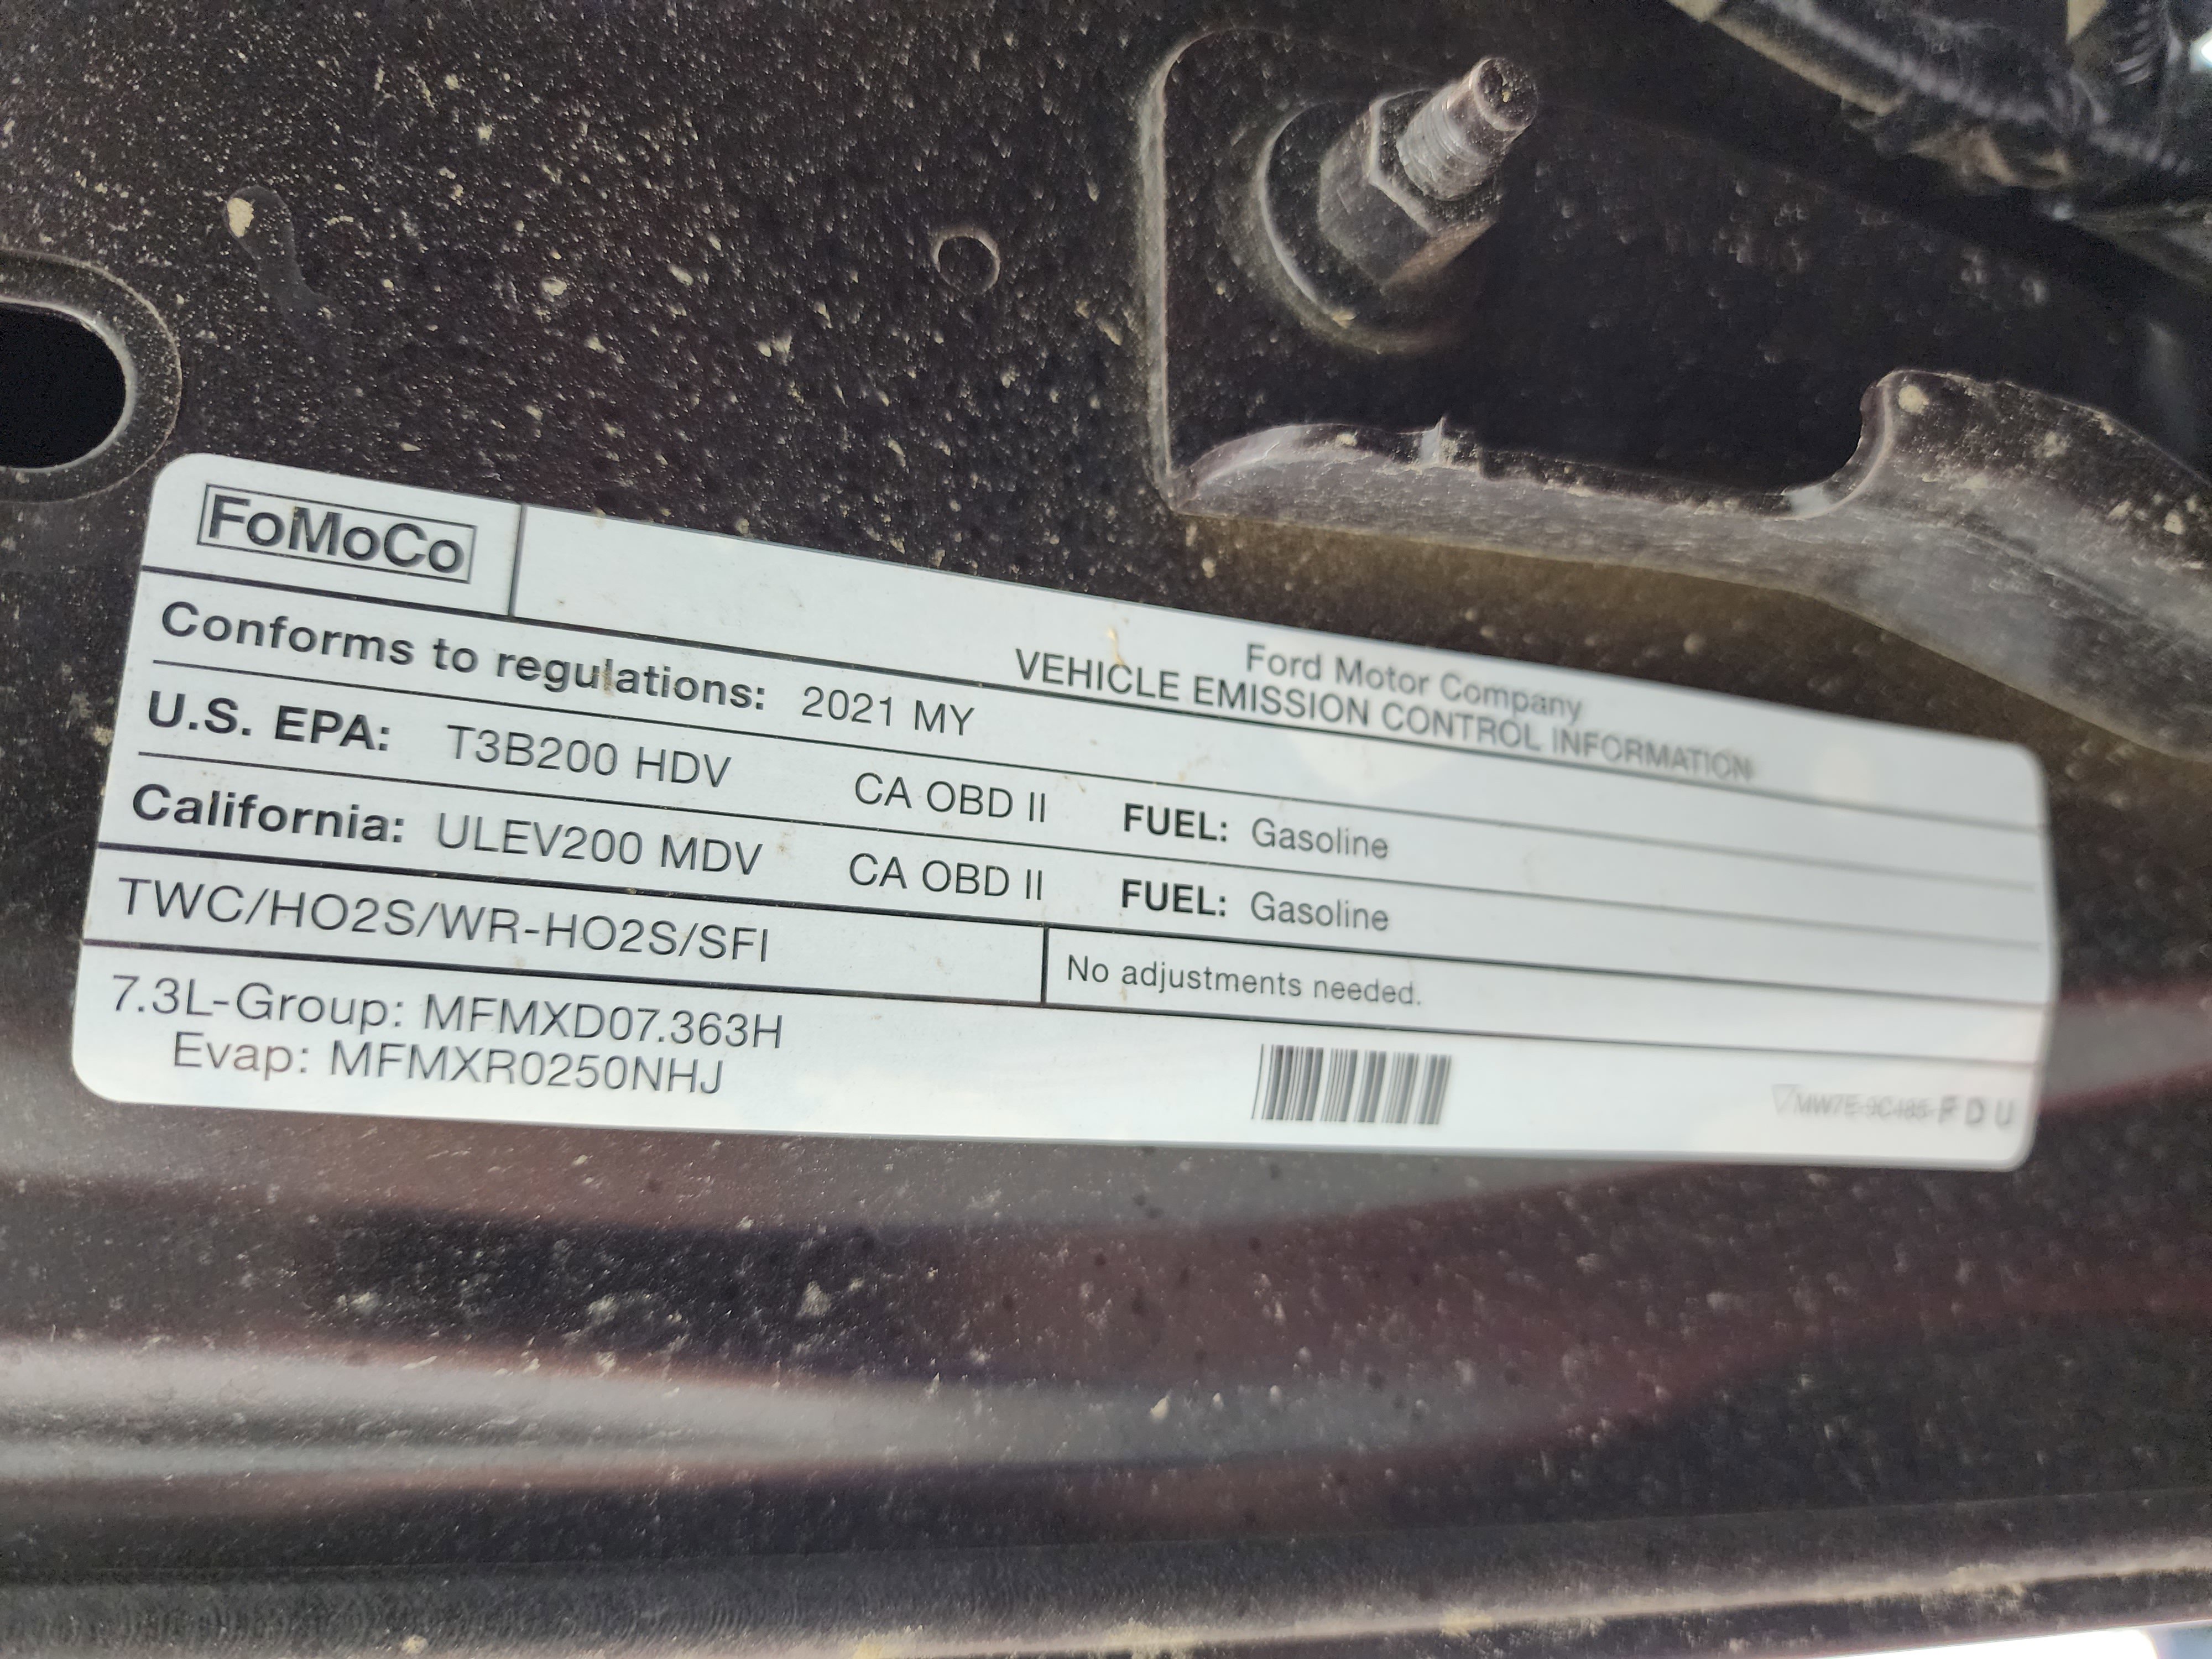 FoMoCo
Ford Motor Company
VEHICLE EMISSION CONTROL INFORMATION
Conforms to regulations: 2021 MY
U.S. EPA: T3B200 HDV CA OBD II FUEL: Gasoline
California: ULEV200 MDV CA OBD II FUEL: Gasoline
TWC/HO2S/WR-HO2S/SFI
No adjustments needed.
7.3L-Group: MFMXD07.363H
Evap: MFMXR0250NHJ
MW7E-9C485-F D U